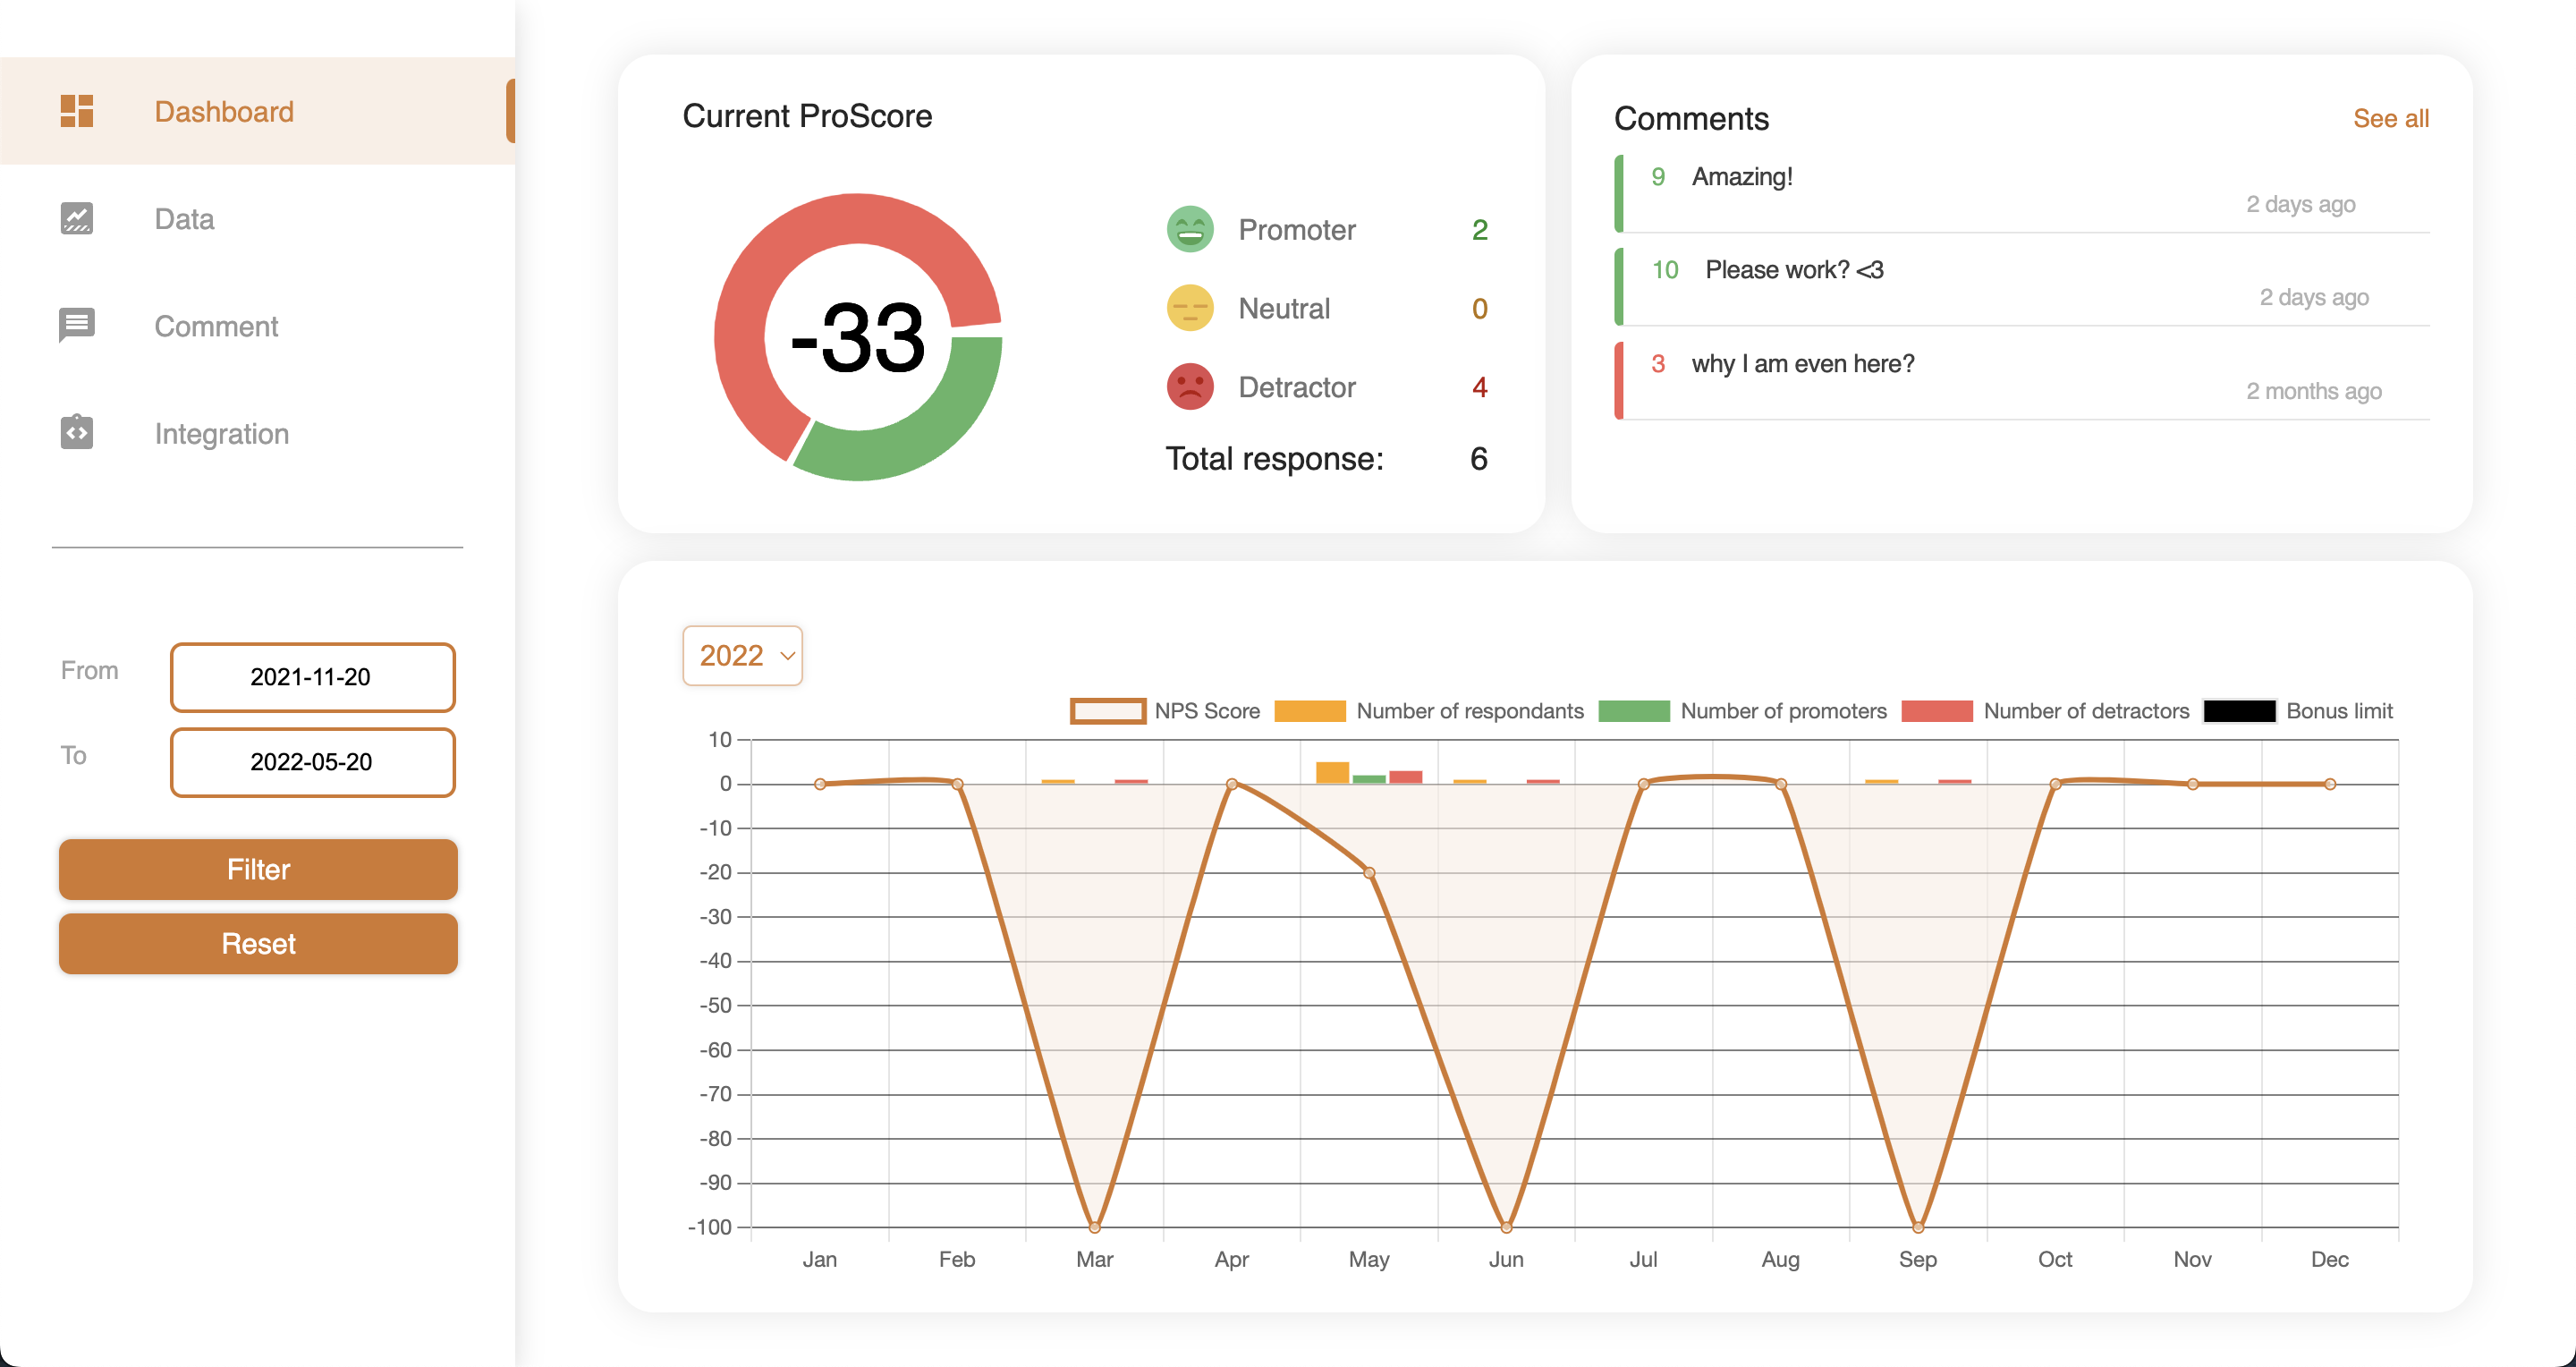 Dashboard
Data
Comment
Integration
From 2021-11-20
To 2022-05-20
Filter
Reset
Current ProScore
-33
Promoter 2
Neutral 0
Detractor 4
Total response: 6
Comments See all
9 Amazing!
2 days ago
10 Please work? <3
2 days ago
3 why I am even here?
2 months ago
2022
NPS Score Number of respondants Number of promoters Number of detractors Bonus limit
10
0
-10
-20
-30
-40
-50
-60
-70
-80
-90
-100
Jan Feb Mar Apr May Jun Jul Aug Sep Oct Nov Dec